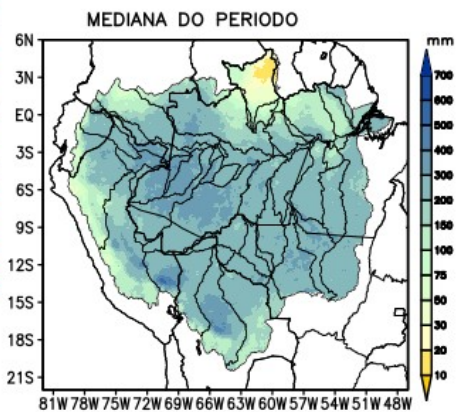 MEDIANA DO PERIODO
mm
6N
3N
EQ
3S
6S
9S
12S
15S
18S
21S
700
600
500
400
300
200
150
100
75
50
30
20
10
81W 78W 75W 72W 69W 66W 63W 60W 57W 54W 51W 48W